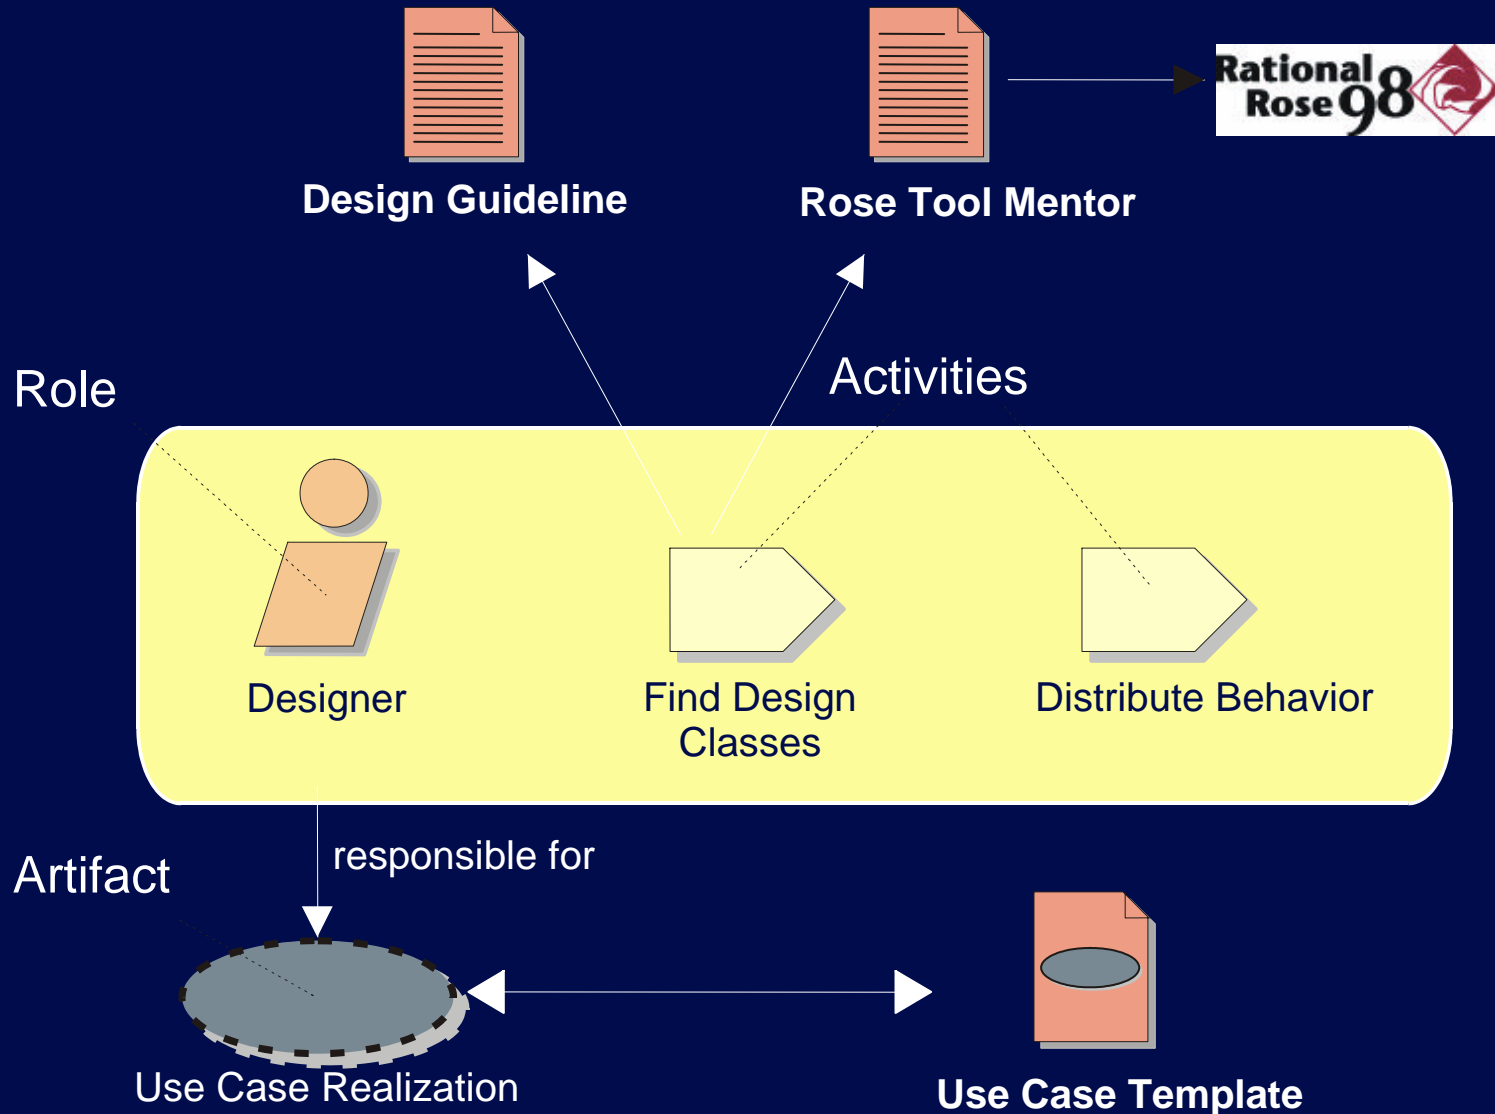 Rational
Rose 98
Design Guideline
Rose Tool Mentor
Role
Activities
Designer
Find Design
Classes
Distribute Behavior
responsible for
Artifact
Use Case Realization
Use Case Template